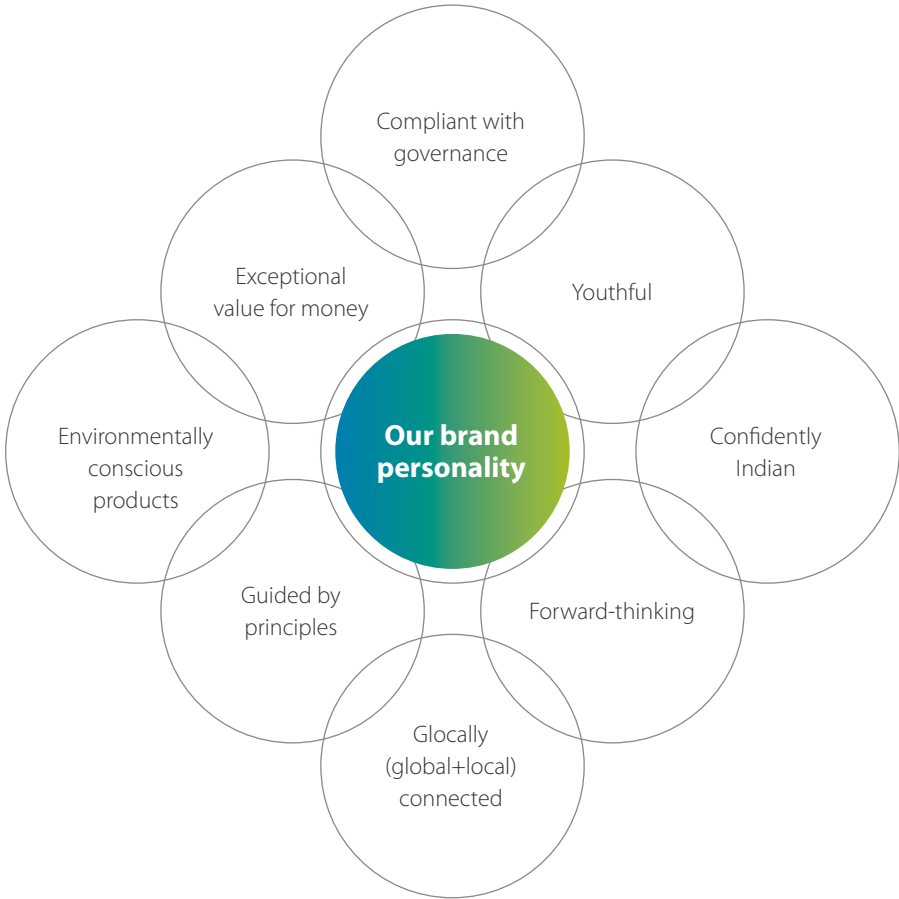 Compliant with
governance
Exceptional
value for money
Youthful
Environmentally
conscious
products
Our brand
personality
Confidently
Indian
Guided by
principles
Forward-thinking
Glocally
(global+local)
connected